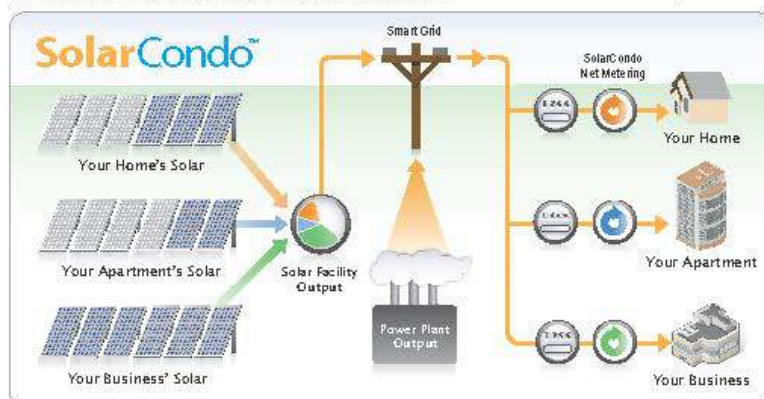 SolarCondo™
Smart Grid
SolarCondo
Net Metering
Your Home's Solar
Your Home
Your Apartment's Solar
Solar Facility
Output
Your Apartment
Power Plant
Output
Your Business' Solar
Your Business